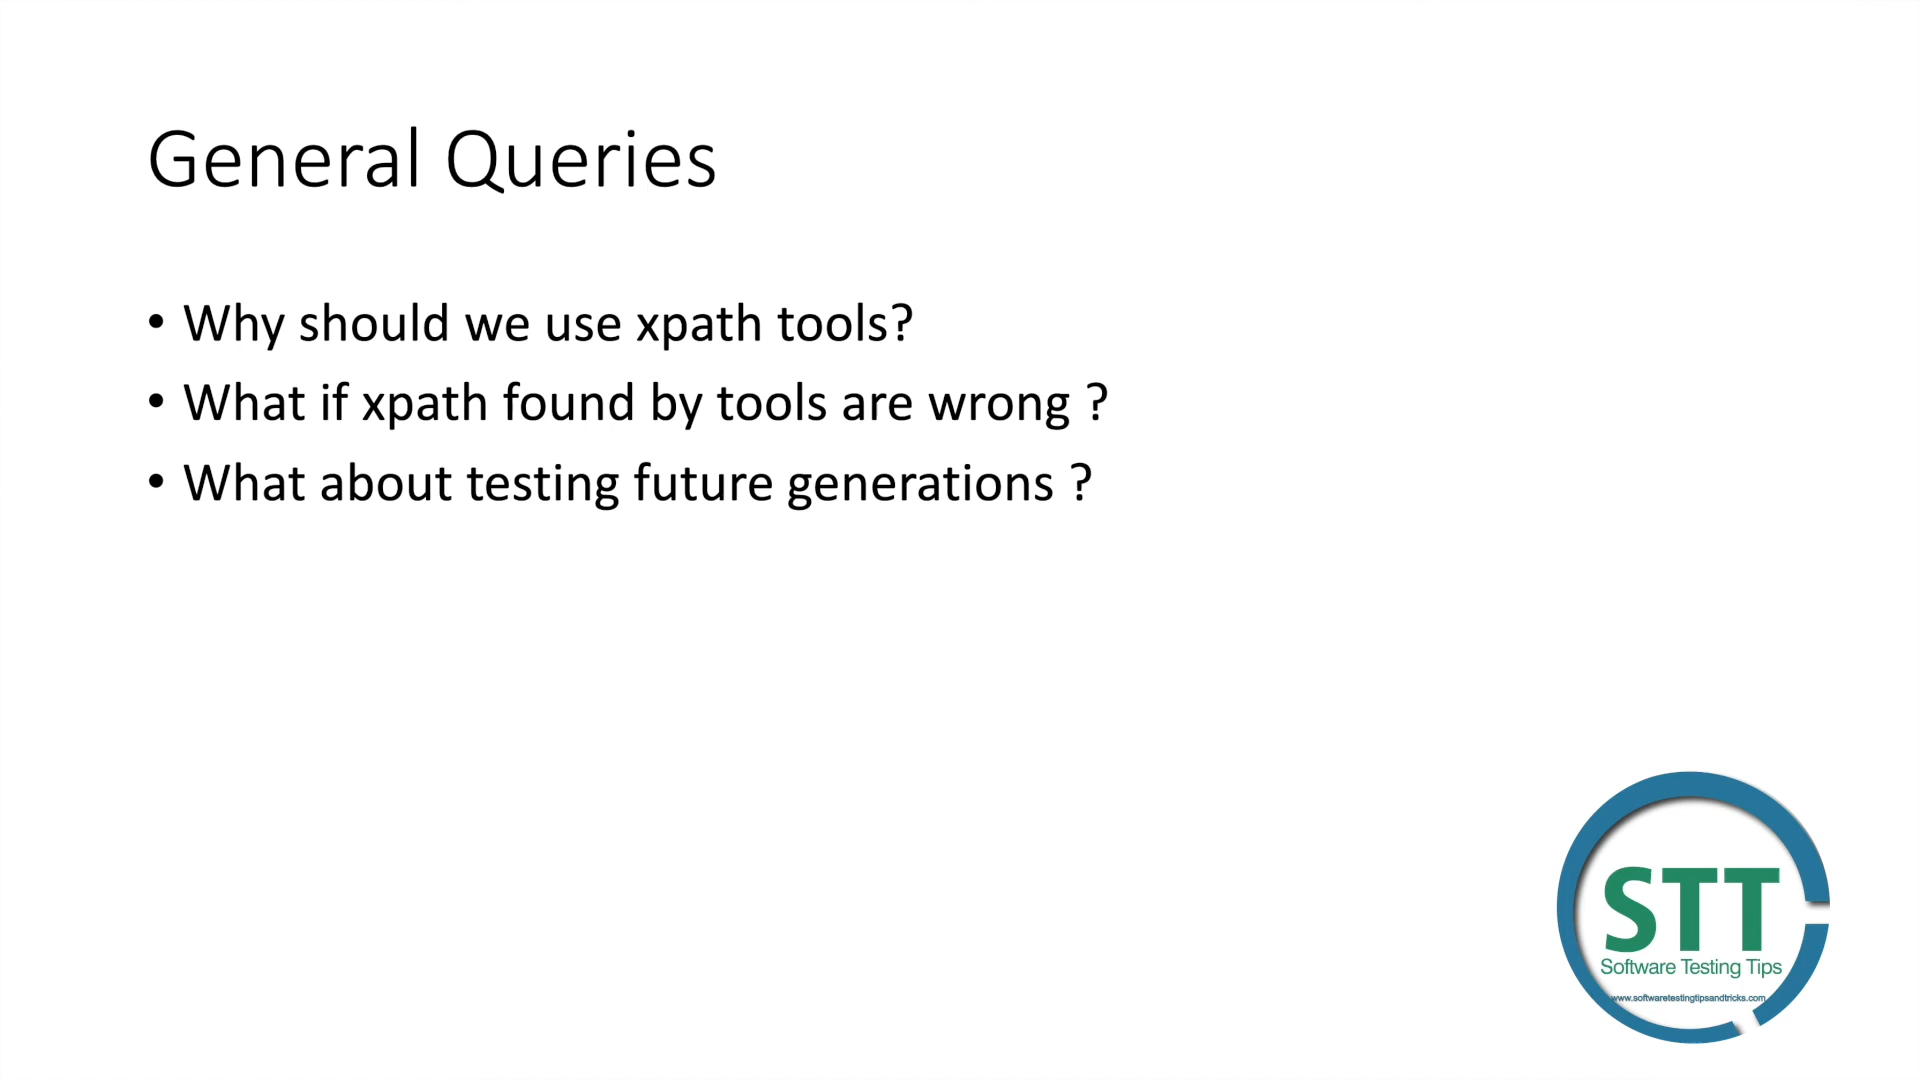 General Queries
• Why should we use xpath tools?
• What if xpath found by tools are wrong ?
• What about testing future generations ?
STT
Software Testing Tips
www.softwaretestingtipsandtricks.com